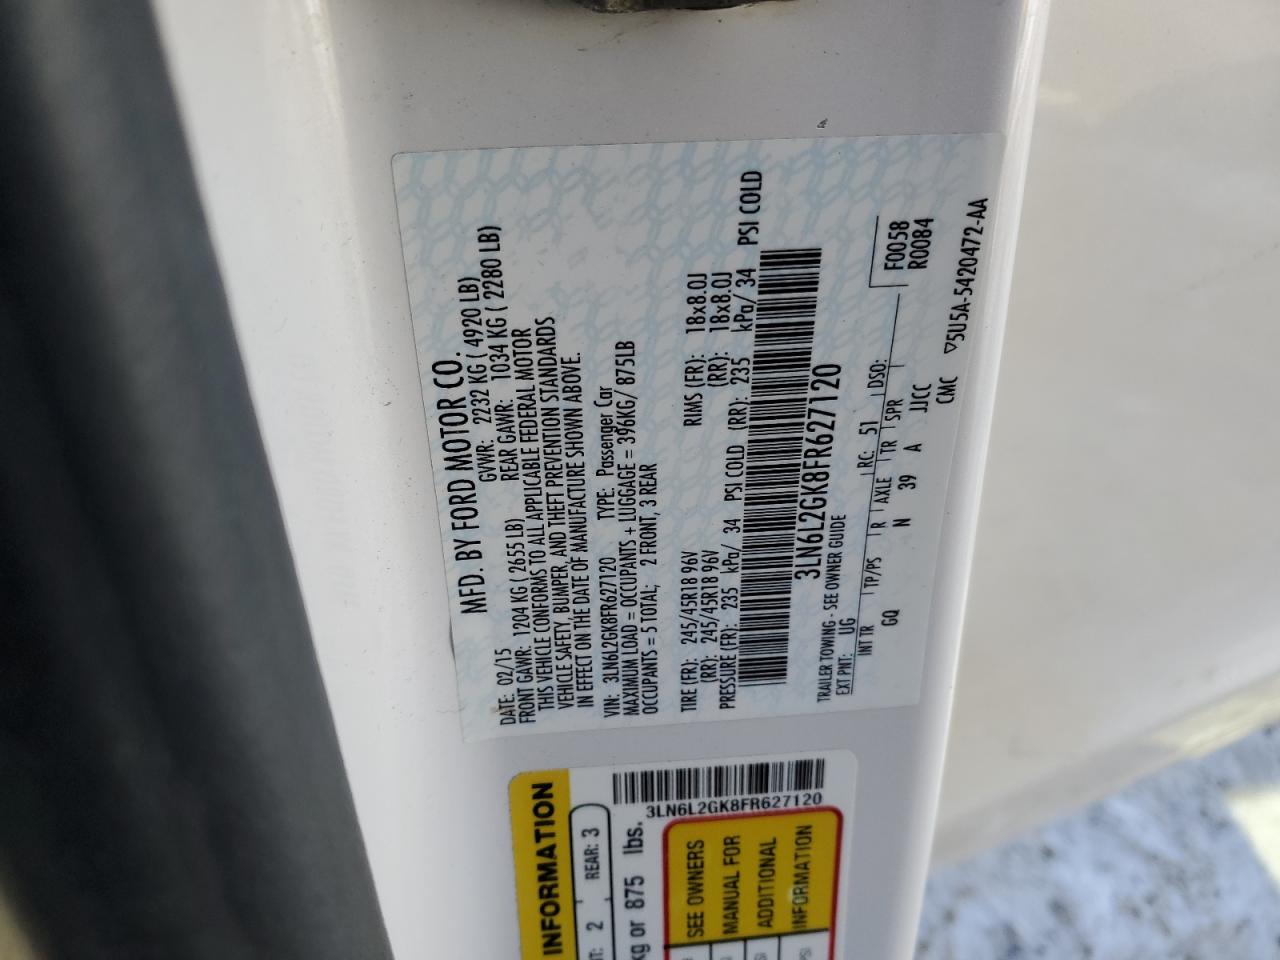 MFD. BY FORD MOTOR CO.
DATE: 02/15 GVWR: 2232 KG ( 4920 LB)
FRONT GAWR: 1204 KG ( 2655 LB) REAR GAWR: 1034 KG ( 2280 LB)
THIS VEHICLE CONFORMS TO ALL APPLICABLE FEDERAL MOTOR
VEHICLE SAFETY, BUMPER, AND THEFT PREVENTION STANDARDS
IN EFFECT ON THE DATE OF MANUFACTURE SHOWN ABOVE.
VIN: 3LN6L2GK8FR627120 TYPE: Passenger Car
MAXIMUM LOAD = OCCUPANTS + LUGGAGE = 396KG/ 875LB
OCCUPANTS = 5 TOTAL; 2 FRONT, 3 REAR
TIRE (FR): 245/45R18 96V RIMS (FR): 18x8.0J
(RR): 245/45R18 96V (RR): 18x8.0J
PRESSURE (FR): 235 kPa/ 34 PSI COLD (RR): 235 kPa/ 34 PSI COLD
3LN6L2GK8FR627120
TRAILER TOWING - SEE OWNER GUIDE
EXT PNT: UG RC: 51 DSO: F0058
R0084
INT TR TP/PS R AXLE TR SPR
GQ N 39 A JJCC
CMC ▽5U5A-5420472-AA
INFORMATION
2 REAR: 3
kg or 875 lbs.
3LN6L2GK8FR627120
SEE OWNERS
MANUAL FOR
ADDITIONAL
INFORMATION